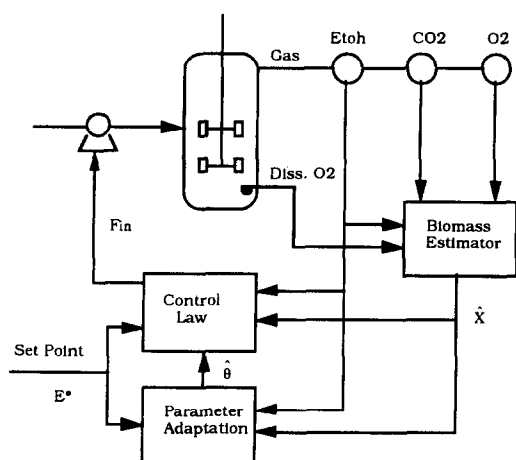 Etoh CO2 O2
Gas
Diss. O2
Biomass
Estimator
Fin
Control
Law
X̂
Set Point
θ̂
E*
Parameter
Adaptation